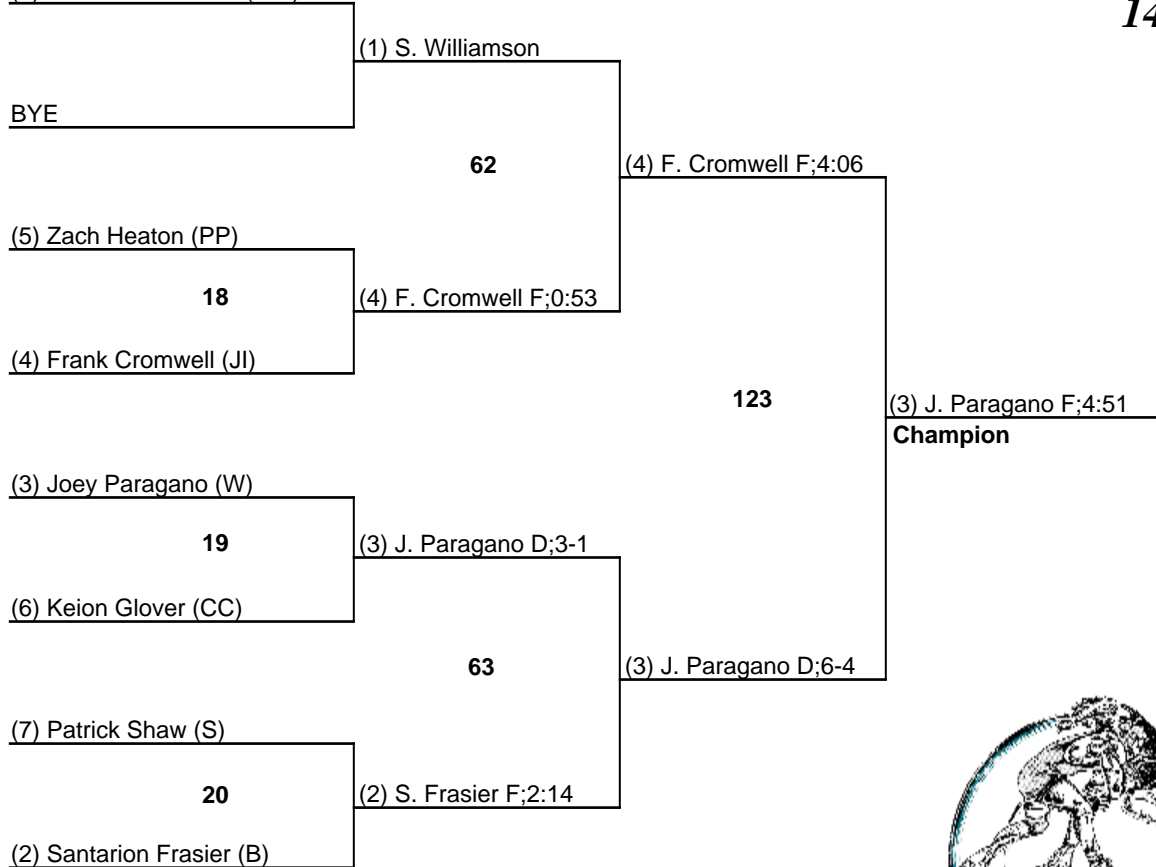 14
(1) S. Williamson
BYE
62
(4) F. Cromwell F;4:06
(5) Zach Heaton (PP)
18
(4) F. Cromwell F;0:53
(4) Frank Cromwell (JI)
123
(3) J. Paragano F;4:51
Champion
(3) Joey Paragano (W)
19
(3) J. Paragano D;3-1
(6) Keion Glover (CC)
63
(3) J. Paragano D;6-4
(7) Patrick Shaw (S)
20
(2) S. Frasier F;2:14
(2) Santarion Frasier (B)